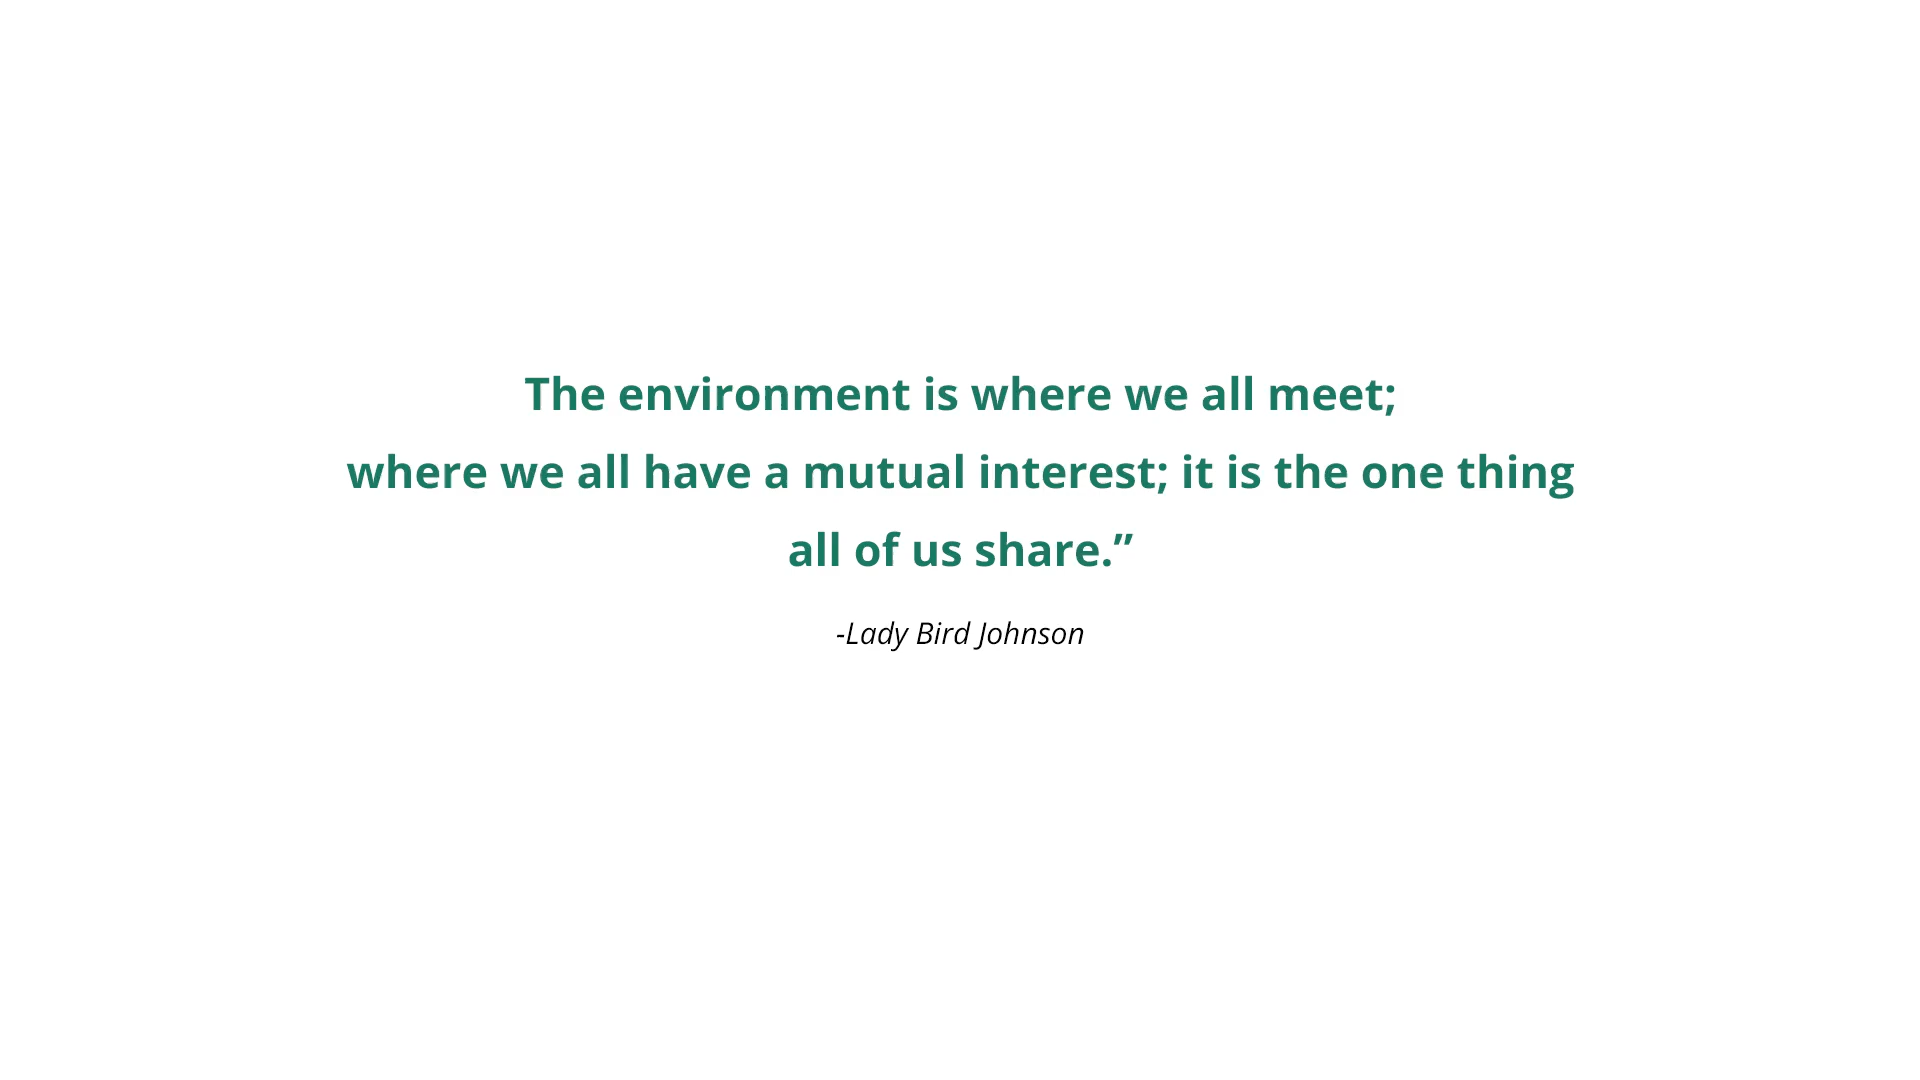 The environment is where we all meet;
where we all have a mutual interest; it is the one thing
all of us share.”
-Lady Bird Johnson